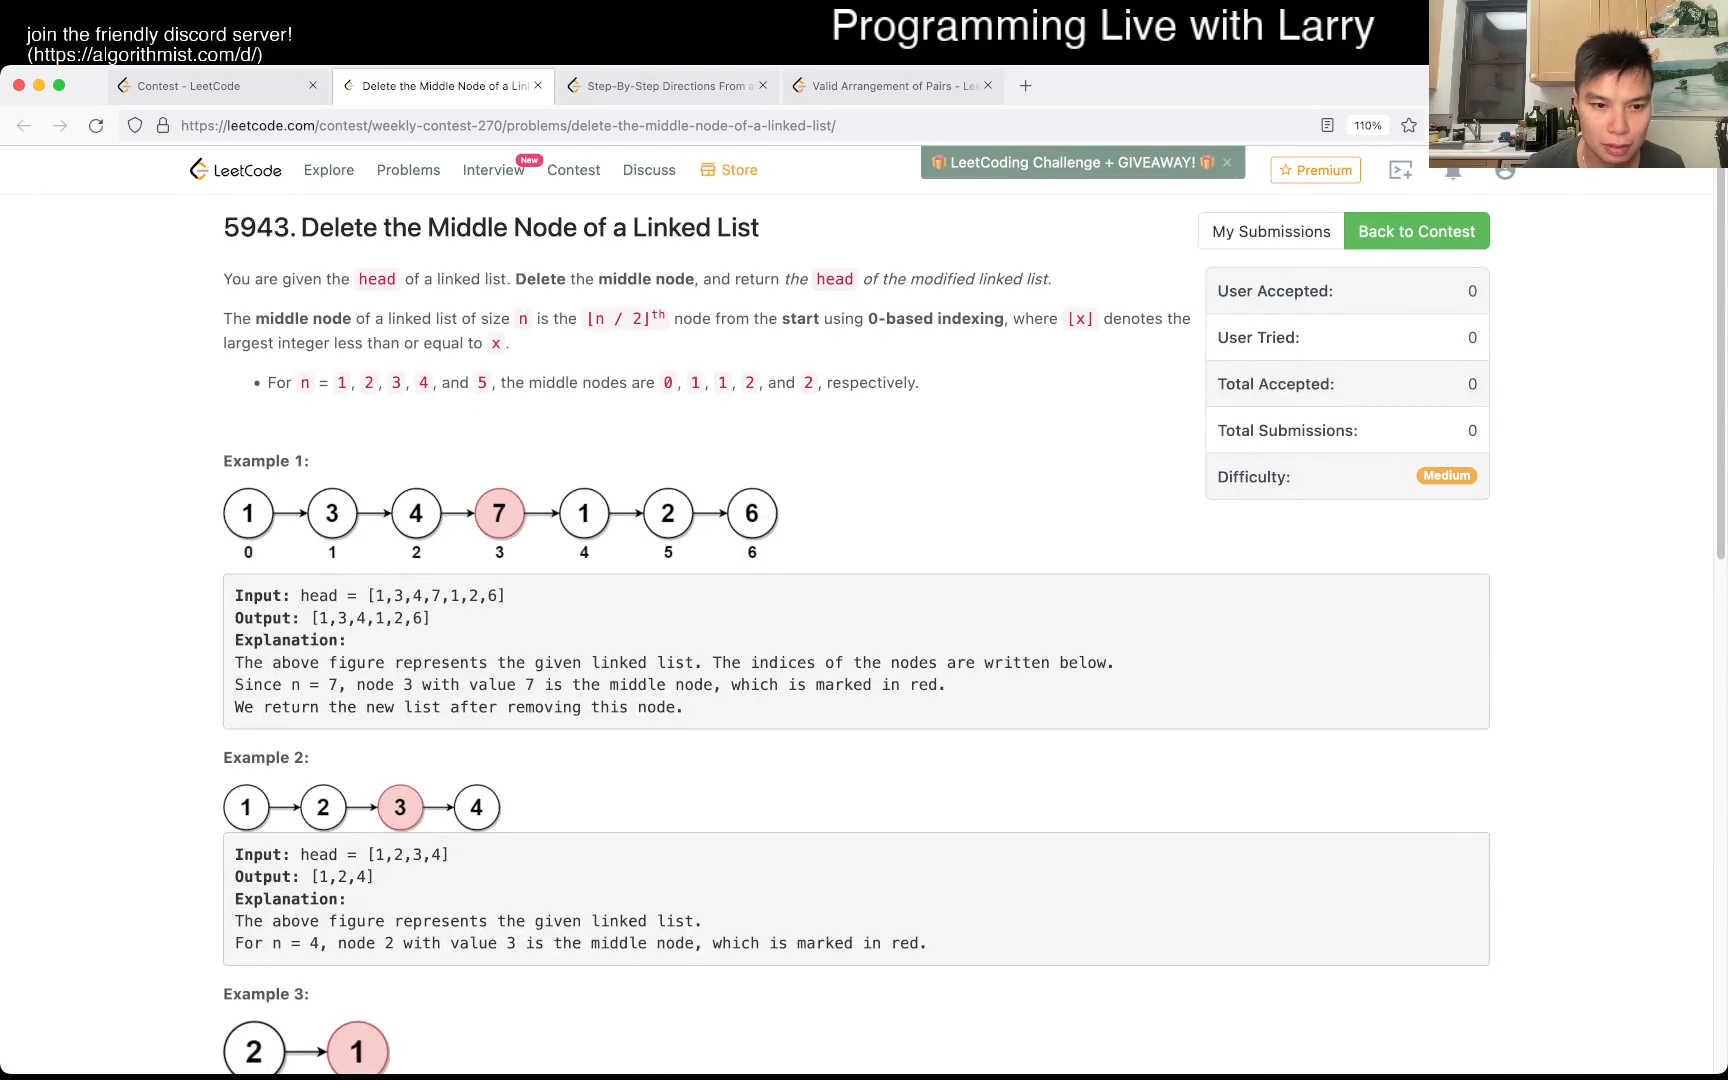 join the friendly discord server!
(https://algorithmist.com/d/)
Programming Live with Larry
Contest - LeetCode
Delete the Middle Node of a Lin
Step-By-Step Directions From a
Valid Arrangement of Pairs - Lee
https://leetcode.com/contest/weekly-contest-270/problems/delete-the-middle-node-of-a-linked-list/
110%
LeetCode
Explore
Problems
Interview
New
Contest
Discuss
Store
LeetCoding Challenge + GIVEAWAY!
Premium
5943. Delete the Middle Node of a Linked List
My Submissions
Back to Contest
You are given the head of a linked list. Delete the middle node, and return the head of the modified linked list.
The middle node of a linked list of size n is the ⌊n / 2⌋th node from the start using 0-based indexing, where ⌊x⌋ denotes the
largest integer less than or equal to x.
• For n = 1, 2, 3, 4, and 5, the middle nodes are 0, 1, 1, 2, and 2, respectively.
User Accepted: 0
User Tried: 0
Total Accepted: 0
Total Submissions: 0
Difficulty: Medium
Example 1:
1 3 4 7 1 2 6
0 1 2 3 4 5 6
Input: head = [1,3,4,7,1,2,6]
Output: [1,3,4,1,2,6]
Explanation:
The above figure represents the given linked list. The indices of the nodes are written below.
Since n = 7, node 3 with value 7 is the middle node, which is marked in red.
We return the new list after removing this node.
Example 2:
1 2 3 4
Input: head = [1,2,3,4]
Output: [1,2,4]
Explanation:
The above figure represents the given linked list.
For n = 4, node 2 with value 3 is the middle node, which is marked in red.
Example 3:
2 1